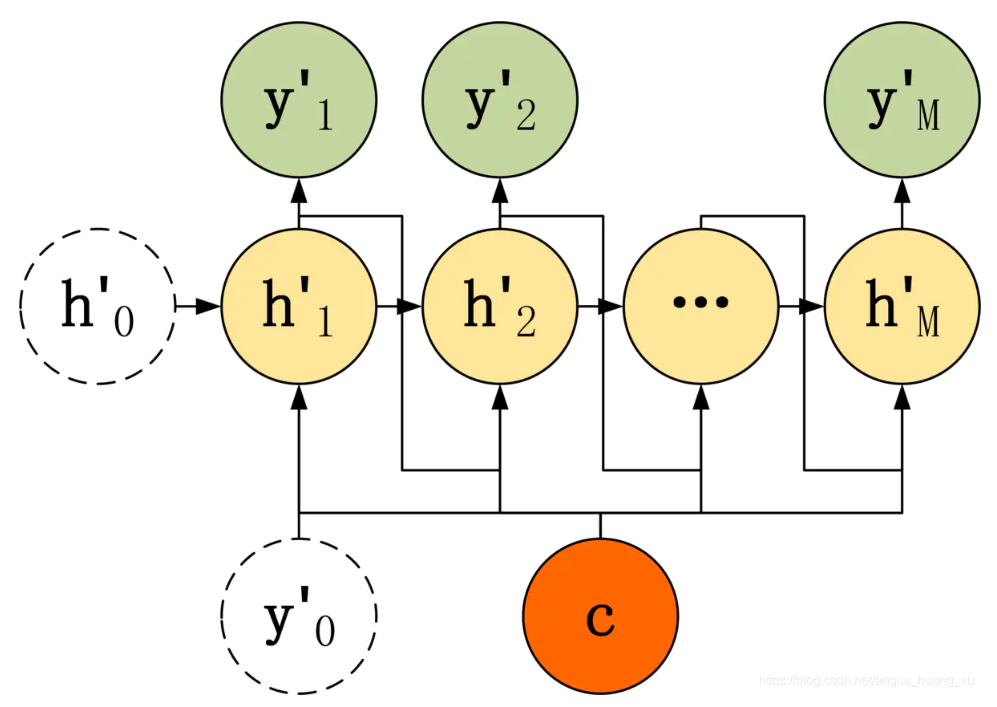 y'1 y'2 y'M
h'0 h'1 h'2 ... h'M
y'0 c
https://blog.csdn.net/angus_huang_xu